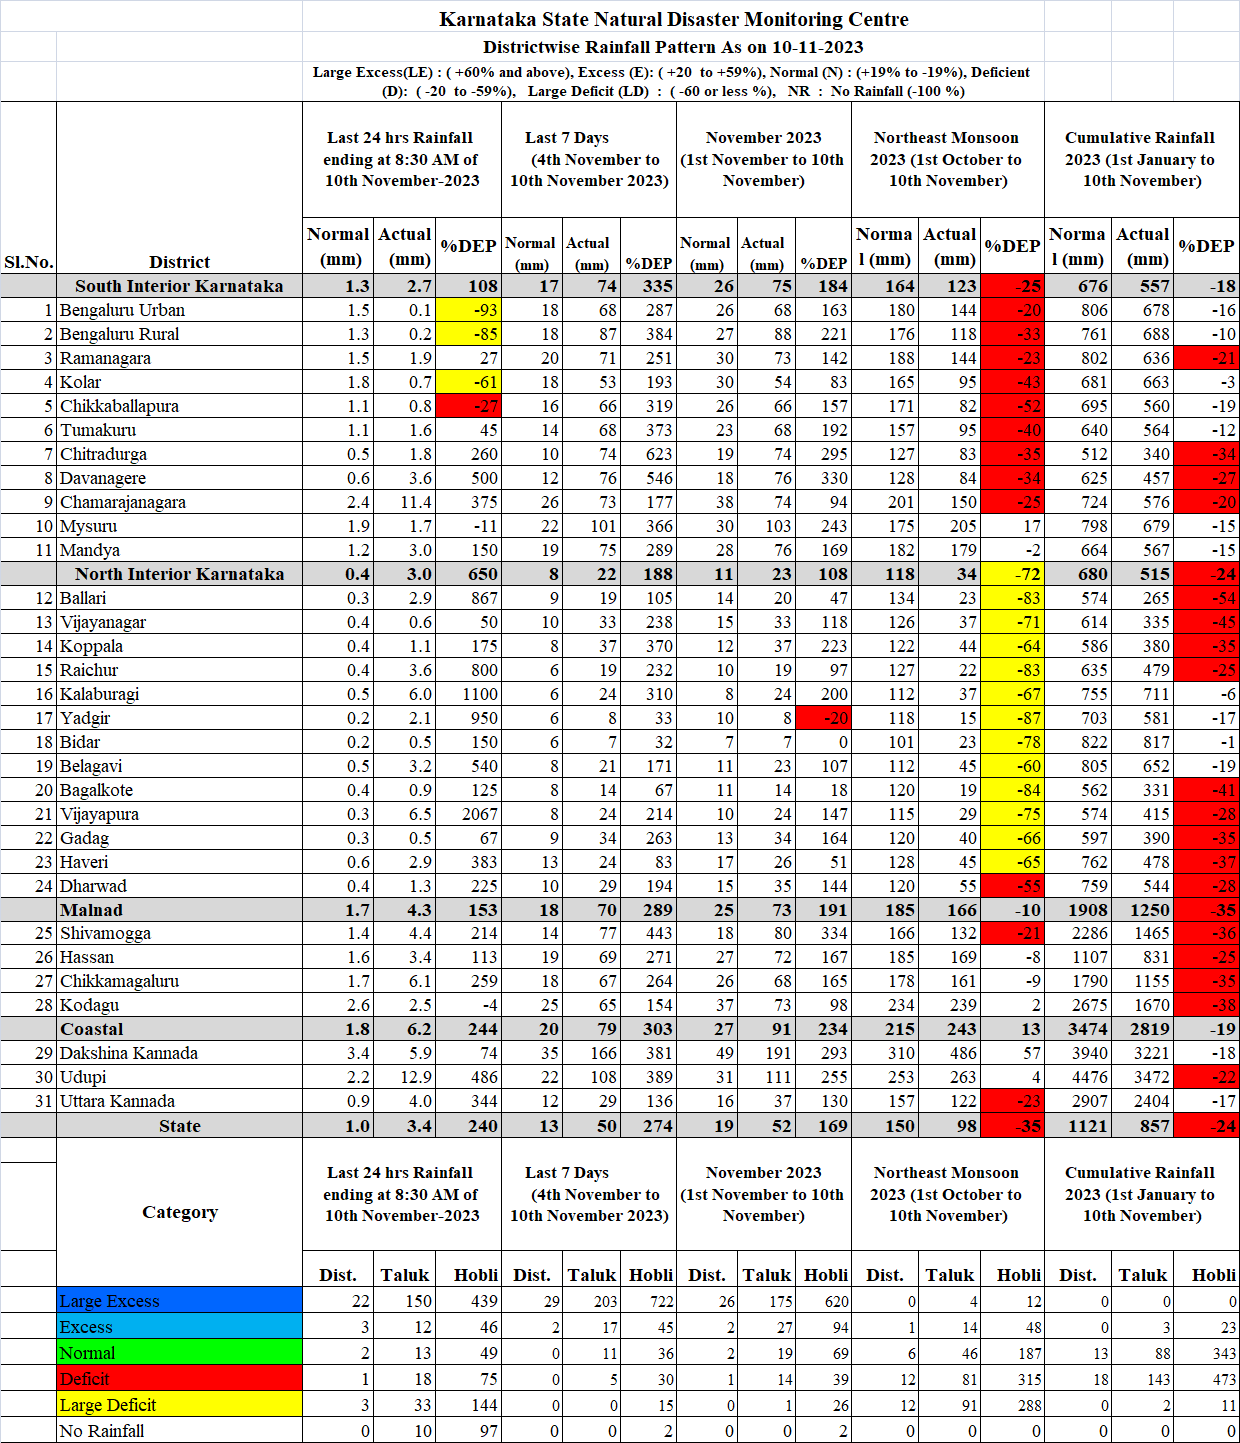 Karnataka State Natural Disaster Monitoring Centre
Districtwise Rainfall Pattern As on 10-11-2023
Large Excess(LE) : ( +60% and above), Excess (E): ( +20 to +59%), Normal (N) : (+19% to -19%), Deficient
(D): ( -20 to -59%), Large Deficit (LD) : ( -60 or less %), NR : No Rainfall (-100 %)
Last 24 hrs Rainfall Last 7 Days November 2023 Northeast Monsoon Cumulative Rainfall
ending at 8:30 AM of (4th November to (1st November to 10th 2023 (1st October to 2023 (1st January to
10th November-2023 10th November 2023) November) 10th November) 10th November)
Normal Actual %DEP Normal Actual Normal Actual Norma Actual %DEP Norma Actual %DEP
Sl.No. District (mm) (mm) (mm) (mm) %DEP (mm) (mm) %DEP l (mm) (mm) l (mm) (mm)
South Interior Karnataka 1.3 2.7 108 17 74 335 26 75 184 164 123 -25 676 557 -18
1 Bengaluru Urban 1.5 0.1 -93 18 68 287 26 68 163 180 144 -20 806 678 -16
2 Bengaluru Rural 1.3 0.2 -85 18 87 384 27 88 221 176 118 -33 761 688 -10
3 Ramanagara 1.5 1.9 27 20 71 251 30 73 142 188 144 -23 802 636 -21
4 Kolar 1.8 0.7 -61 18 53 193 30 54 83 165 95 -43 681 663 -3
5 Chikkaballapura 1.1 0.8 -27 16 66 319 26 66 157 171 82 -52 695 560 -19
6 Tumakuru 1.1 1.6 45 14 68 373 23 68 192 157 95 -40 640 564 -12
7 Chitradurga 0.5 1.8 260 10 74 623 19 74 295 127 83 -35 512 340 -34
8 Davanagere 0.6 3.6 500 12 76 546 18 76 330 128 84 -34 625 457 -27
9 Chamarajanagara 2.4 11.4 375 26 73 177 38 74 94 201 150 -25 724 576 -20
10 Mysuru 1.9 1.7 -11 22 101 366 30 103 243 175 205 17 798 679 -15
11 Mandya 1.2 3.0 150 19 75 289 28 76 169 182 179 -2 664 567 -15
North Interior Karnataka 0.4 3.0 650 8 22 188 11 23 108 118 34 -72 680 515 -24
12 Ballari 0.3 2.9 867 9 19 105 14 20 47 134 23 -83 574 265 -54
13 Vijayanagar 0.4 0.6 50 10 33 238 15 33 118 126 37 -71 614 335 -45
14 Koppala 0.4 1.1 175 8 37 370 12 37 223 122 44 -64 586 380 -35
15 Raichur 0.4 3.6 800 6 19 232 10 19 97 127 22 -83 635 479 -25
16 Kalaburagi 0.5 6.0 1100 6 24 310 8 24 200 112 37 -67 755 711 -6
17 Yadgir 0.2 2.1 950 6 8 33 10 8 -20 118 15 -87 703 581 -17
18 Bidar 0.2 0.5 150 6 7 32 7 7 0 101 23 -78 822 817 -1
19 Belagavi 0.5 3.2 540 8 21 171 11 23 107 112 45 -60 805 652 -19
20 Bagalkote 0.4 0.9 125 8 14 67 11 14 18 120 19 -84 562 331 -41
21 Vijayapura 0.3 6.5 2067 8 24 214 10 24 147 115 29 -75 574 415 -28
22 Gadag 0.3 0.5 67 9 34 263 13 34 164 120 40 -66 597 390 -35
23 Haveri 0.6 2.9 383 13 24 83 17 26 51 128 45 -65 762 478 -37
24 Dharwad 0.4 1.3 225 10 29 194 15 35 144 120 55 -55 759 544 -28
Malnad 1.7 4.3 153 18 70 289 25 73 191 185 166 -10 1908 1250 -35
25 Shivamogga 1.4 4.4 214 14 77 443 18 80 334 166 132 -21 2286 1465 -36
26 Hassan 1.6 3.4 113 19 69 271 27 72 167 185 169 -8 1107 831 -25
27 Chikkamagaluru 1.7 6.1 259 18 67 264 26 68 165 178 161 -9 1790 1155 -35
28 Kodagu 2.6 2.5 -4 25 65 154 37 73 98 234 239 2 2675 1670 -38
Coastal 1.8 6.2 244 20 79 303 27 91 234 215 243 13 3474 2819 -19
29 Dakshina Kannada 3.4 5.9 74 35 166 381 49 191 293 310 486 57 3940 3221 -18
30 Udupi 2.2 12.9 486 22 108 389 31 111 255 253 263 4 4476 3472 -22
31 Uttara Kannada 0.9 4.0 344 12 29 136 16 37 130 157 122 -23 2907 2404 -17
State 1.0 3.4 240 13 50 274 19 52 169 150 98 -35 1121 857 -24
Last 24 hrs Rainfall Last 7 Days November 2023 Northeast Monsoon Cumulative Rainfall
ending at 8:30 AM of (4th November to (1st November to 10th 2023 (1st October to 2023 (1st January to
Category 10th November-2023 10th November 2023) November) 10th November) 10th November)
Dist. Taluk Hobli Dist. Taluk Hobli Dist. Taluk Hobli Dist. Taluk Hobli Dist. Taluk Hobli
Large Excess 22 150 439 29 203 722 26 175 620 0 4 12 0 0 0
Excess 3 12 46 2 17 45 2 27 94 1 14 48 0 3 23
Normal 2 13 49 0 11 36 2 19 69 6 46 187 13 88 343
Deficit 1 18 75 0 5 30 1 14 39 12 81 315 18 143 473
Large Deficit 3 33 144 0 0 15 0 1 26 12 91 288 0 2 11
No Rainfall 0 10 97 0 0 2 0 0 2 0 0 0 0 0 0